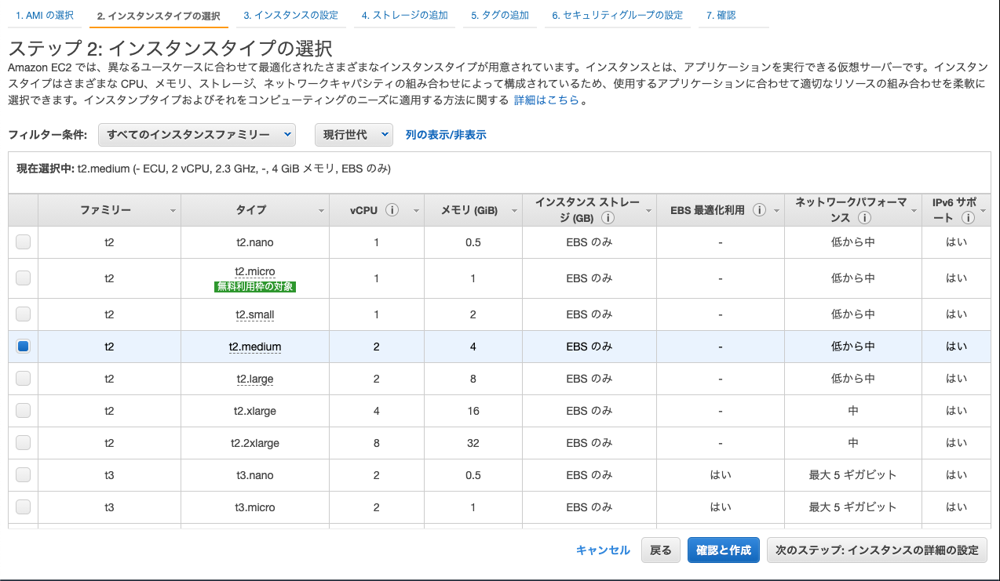 1. AMI の選択 2. インスタンスタイプの選択 3. インスタンスの設定 4. ストレージの追加 5. タグの追加 6. セキュリティグループの設定 7. 確認
ステップ 2: インスタンスタイプの選択
Amazon EC2 では、異なるユースケースに合わせて最適化されたさまざまなインスタンスタイプが用意されています。インスタンスとは、アプリケーションを実行できる仮想サーバーです。インスタン
スタイプはさまざまな CPU、メモリ、ストレージ、ネットワークキャパシティの組み合わせによって構成されているため、使用するアプリケーションに合わせて適切なリソースの組み合わせを柔軟に
選択できます。インスタンプタイプおよびそれをコンピューティングのニーズに適用する方法に関する 詳細はこちら。
フィルター条件: すべてのインスタンスファミリー 現行世代 列の表示/非表示
現在選択中: t2.medium (- ECU, 2 vCPU, 2.3 GHz, -, 4 GiB メモリ, EBS のみ)
ファミリー タイプ vCPU メモリ (GiB) インスタンス ストレージ (GB) EBS 最適化利用 ネットワークパフォーマンス IPv6 サポート
t2 t2.nano 1 0.5 EBS のみ - 低から中 はい
t2 t2.micro 1 1 EBS のみ - 低から中 はい
無料利用枠の対象
t2 t2.small 1 2 EBS のみ - 低から中 はい
t2 t2.medium 2 4 EBS のみ - 低から中 はい
t2 t2.large 2 8 EBS のみ - 低から中 はい
t2 t2.xlarge 4 16 EBS のみ - 中 はい
t2 t2.2xlarge 8 32 EBS のみ - 中 はい
t3 t3.nano 2 0.5 EBS のみ はい 最大 5 ギガビット はい
t3 t3.micro 2 1 EBS のみ はい 最大 5 ギガビット はい
キャンセル 戻る 確認と作成 次のステップ: インスタンスの詳細の設定